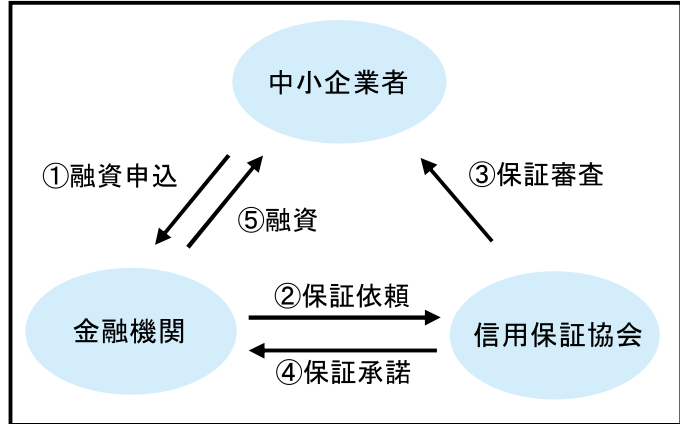 中小企業者
①融資申込
③保証審査
⑤融資
②保証依頼
金融機関
信用保証協会
④保証承諾